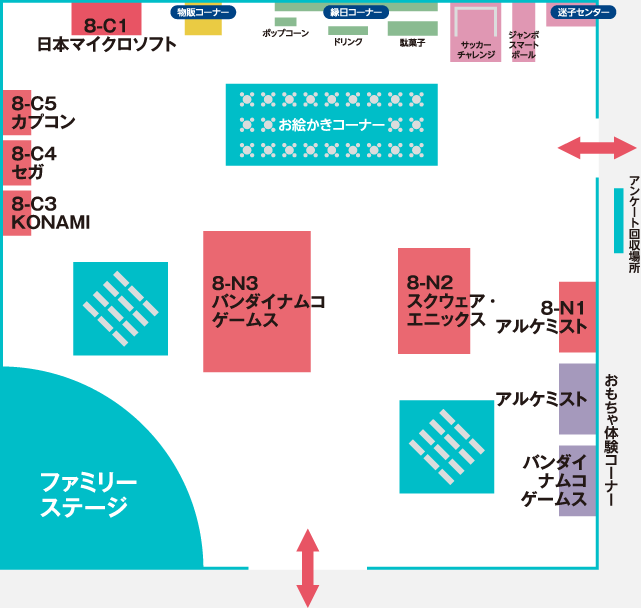 8-C1
日本マイクロソフト
物販コーナー
縁日コーナー
迷子センター
ポップコーン
ドリンク
駄菓子
サッカー
チャレンジ
ジャンボ
スマート
ボール
8-C5
カプコン
8-C4
セガ
8-C3
KONAMI
お絵かきコーナー
アンケート回収場所
8-N3
バンダイナムコ
ゲームス
8-N2
スクウェア・
エニックス
8-N1
アルケミスト
アルケミスト
バンダイ
ナムコ
ゲームス
おもちゃ体験コーナー
ファミリー
ステージ